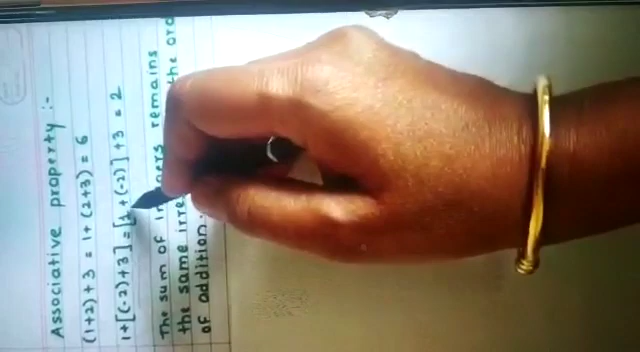 Associative property :-
(1+2)+3 = 1+(2+3) = 6
1+[(-2)+3] = [1+(-2)]+3 = 2
The sum of remains
the same the
of addition.